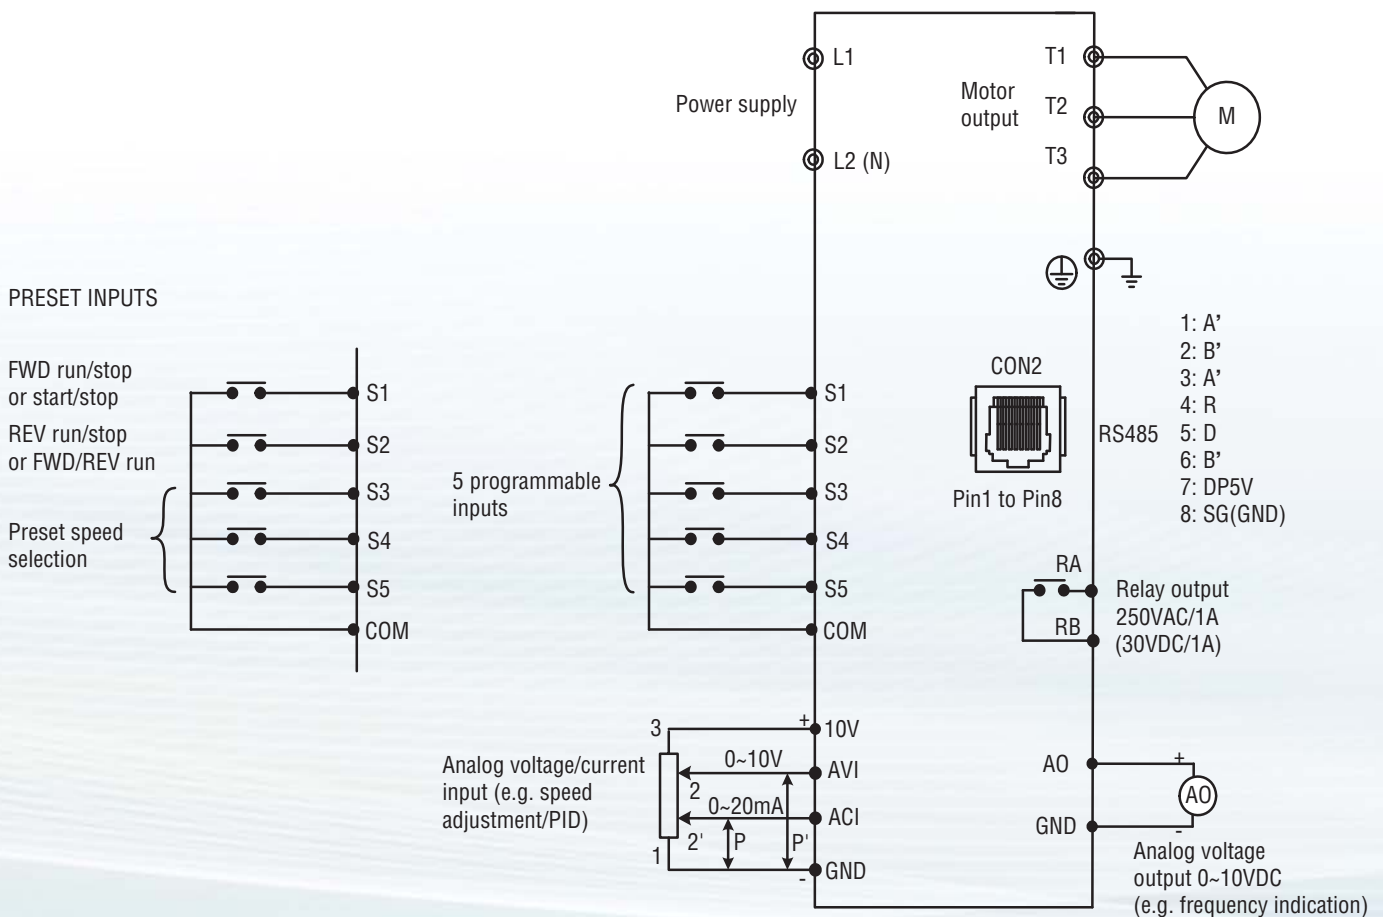 L1
Power supply
L2 (N)
T1
Motor
output
T2
T3
M
PRESET INPUTS
FWD run/stop
or start/stop
REV run/stop
or FWD/REV run
Preset speed
selection
S1
S2
S3
S4
S5
COM
5 programmable
inputs
S1
S2
S3
S4
S5
COM
CON2
RS485
Pin1 to Pin8
1: A’
2: B’
3: A’
4: R
5: D
6: B’
7: DP5V
8: SG(GND)
RA
RB
Relay output
250VAC/1A
(30VDC/1A)
Analog voltage/current
input (e.g. speed
adjustment/PID)
3
+
10V
0~10V
AVI
2
0~20mA
ACI
2'
P
P'
1
-
GND
AO
+
AO
GND
-
Analog voltage
output 0~10VDC
(e.g. frequency indication)